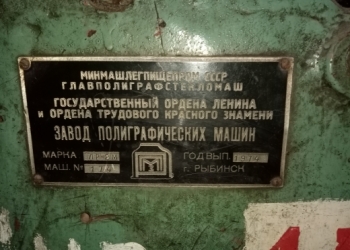 МИНМАШЛЕГПИЩЕПРОМ СССР
ГЛАВПОЛИГРАФСТЕКЛОМАШ
ГОСУДАРСТВЕННЫЙ ОРДЕНА ЛЕНИНА
И ОРДЕНА ТРУДОВОГО КРАСНОГО ЗНАМЕНИ
ЗАВОД ПОЛИГРАФИЧЕСКИХ МАШИН
МАРКА ГОД ВЫП.
МАШ. № г. РЫБИНСК